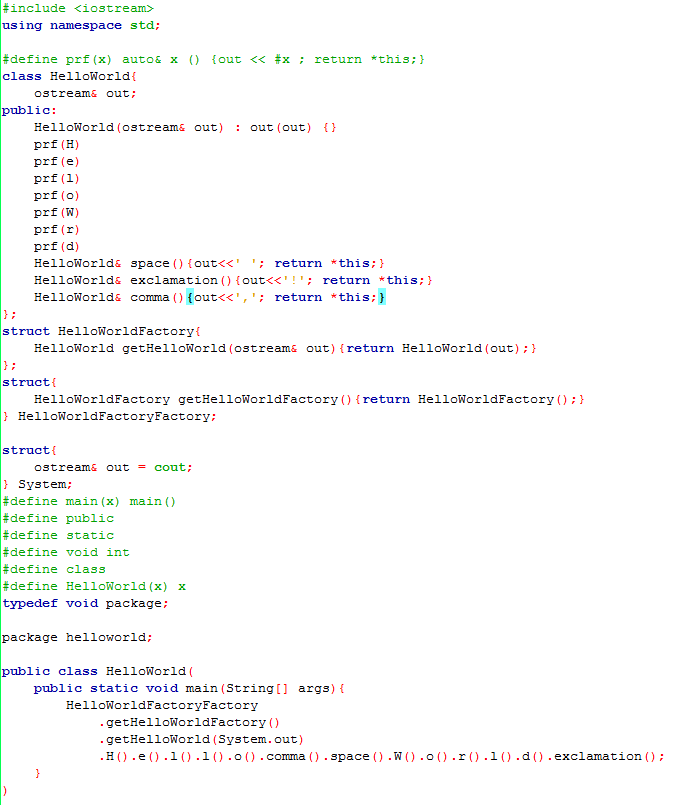 #include <iostream>
using namespace std;

#define prf(x) auto& x () {out << #x ; return *this;}
class HelloWorld{
    ostream& out;
public:
    HelloWorld(ostream& out) : out(out) {}
    prf(H)
    prf(e)
    prf(l)
    prf(o)
    prf(W)
    prf(r)
    prf(d)
    HelloWorld& space(){out<<' '; return *this;}
    HelloWorld& exclamation(){out<<'!'; return *this;}
    HelloWorld& comma(){out<<','; return *this;}
};
struct HelloWorldFactory{
    HelloWorld getHelloWorld(ostream& out){return HelloWorld(out);}
};
struct{
    HelloWorldFactory getHelloWorldFactory(){return HelloWorldFactory();}
} HelloWorldFactoryFactory;

struct{
    ostream& out = cout;
} System;
#define main(x) main()
#define public
#define static
#define void int
#define class
#define HelloWorld(x) x
typedef void package;

package helloworld;

public class HelloWorld(
    public static void main(String[] args){
        HelloWorldFactoryFactory
            .getHelloWorldFactory()
            .getHelloWorld(System.out)
            .H().e().l().l().o().comma().space().W().o().r().l().d().exclamation();
    }
)